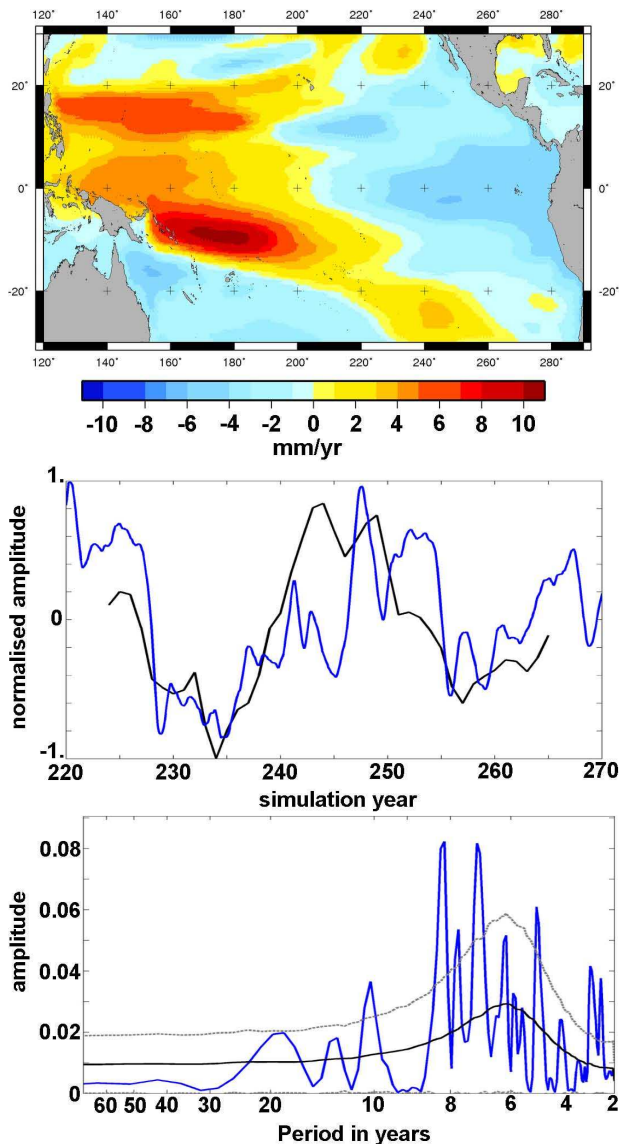 120° 140° 160° 180° 200° 220° 240° 260° 280°
20°
0°
-20°
120° 140° 160° 180° 200° 220° 240° 260° 280°
-10 -8 -6 -4 -2 0 2 4 6 8 10
mm/yr
1.
0
-1.
normalised amplitude
220 230 240 250 260 270
simulation year
0.08
0.06
0.04
0.02
0
amplitude
60 50 40 30 20 10 8 6 4 2
Period in years